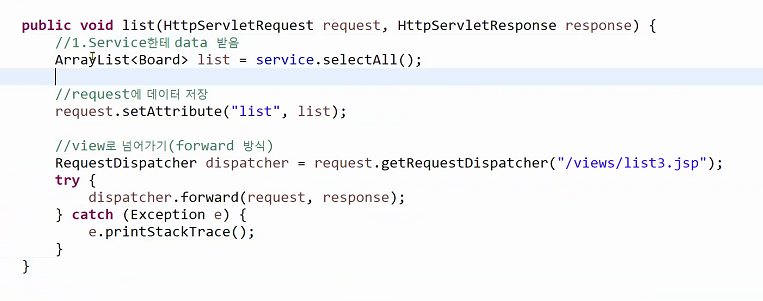 public void list(HttpServletRequest request, HttpServletResponse response) {
//1.Service한테 data 받음
ArrayList<Board> list = service.selectAll();
//request에 데이터 저장
request.setAttribute("list", list);
//view로 넘어가기(forward 방식)
RequestDispatcher dispatcher = request.getRequestDispatcher("/views/list3.jsp");
try {
dispatcher.forward(request, response);
} catch (Exception e) {
e.printStackTrace();
}
}